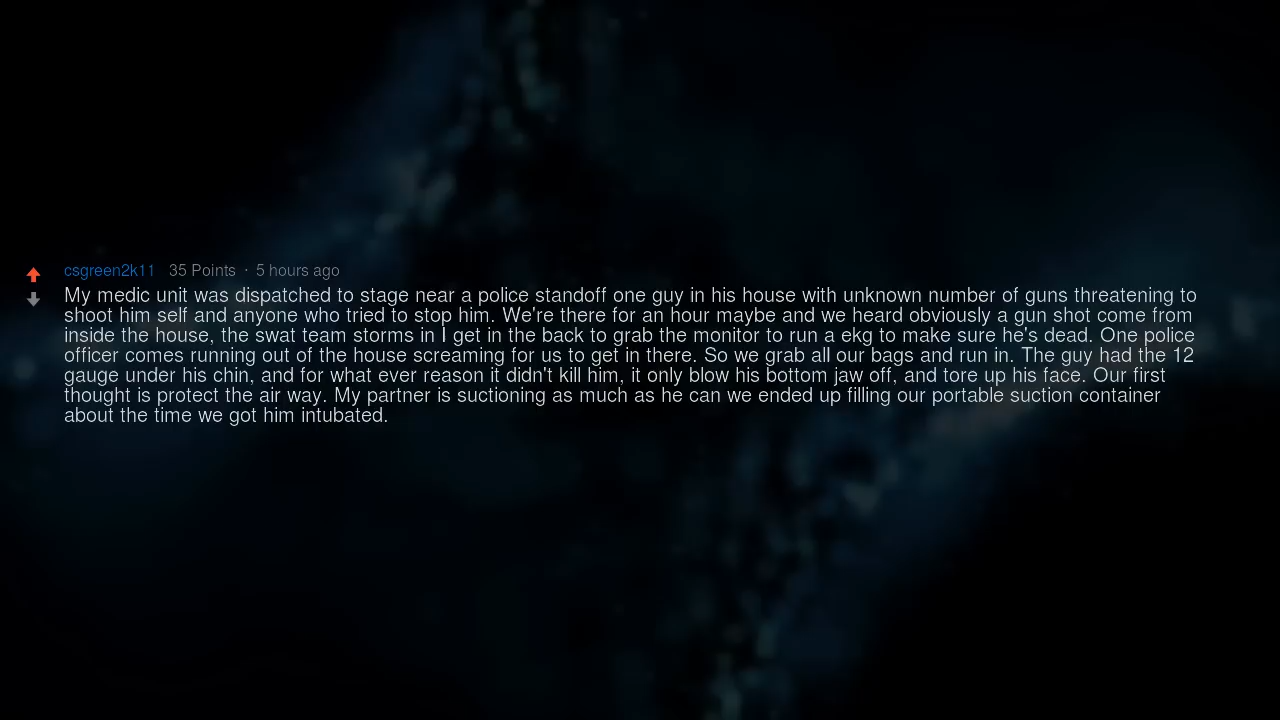 csgreen2k11 35 Points · 5 hours ago
My medic unit was dispatched to stage near a police standoff one guy in his house with unknown number of guns threatening to
shoot him self and anyone who tried to stop him. We're there for an hour maybe and we heard obviously a gun shot come from
inside the house, the swat team storms in I get in the back to grab the monitor to run a ekg to make sure he's dead. One police
officer comes running out of the house screaming for us to get in there. So we grab all our bags and run in. The guy had the 12
gauge under his chin, and for what ever reason it didn't kill him, it only blow his bottom jaw off, and tore up his face. Our first
thought is protect the air way. My partner is suctioning as much as he can we ended up filling our portable suction container
about the time we got him intubated.